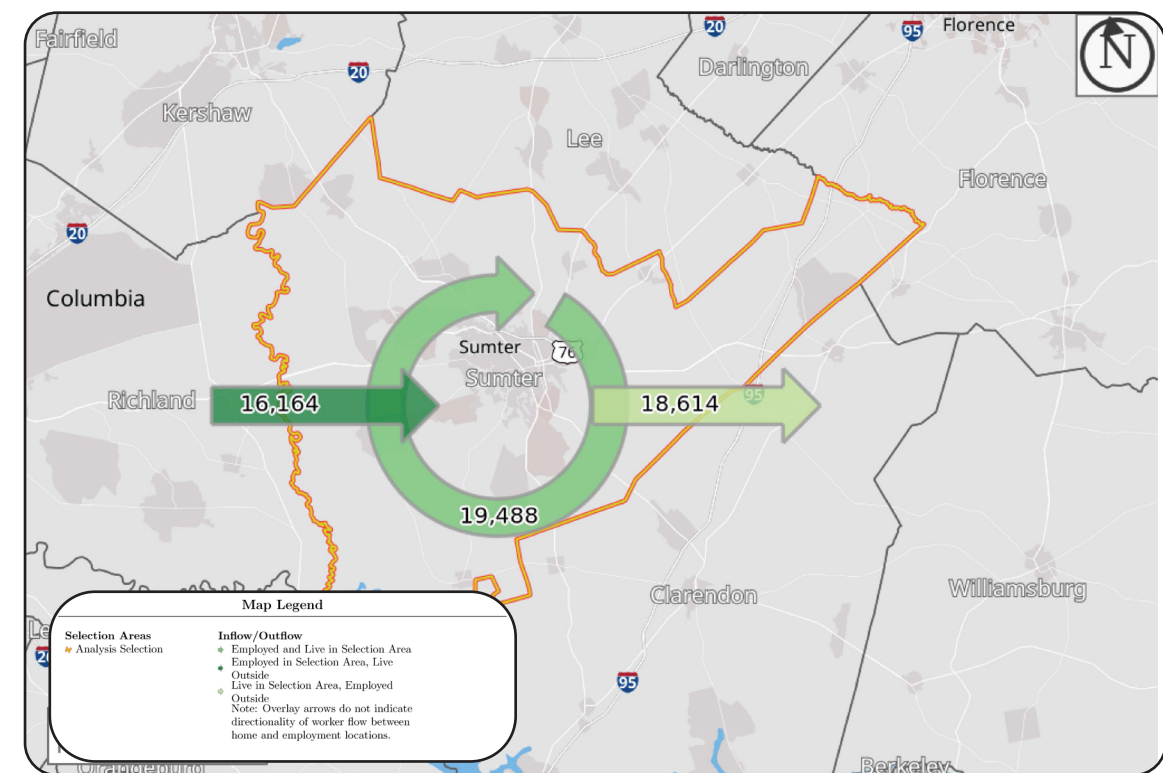 Fairfield
20
95
Florence
N
20
Darlington
Kershaw
Lee
Florence
20
Columbia
Sumter
76
Sumter
95
Richland
16,164
18,614
19,488
Clarendon
Williamsburg
95
Map Legend
Selection Areas
Analysis Selection
Inflow/Outflow
Employed and Live in Selection Area
Employed in Selection Area, Live
Outside
Live in Selection Area, Employed
Outside
Note: Overlay arrows do not indicate
directionality of worker flow between
home and employment locations.
Orangeburg
Berkeley